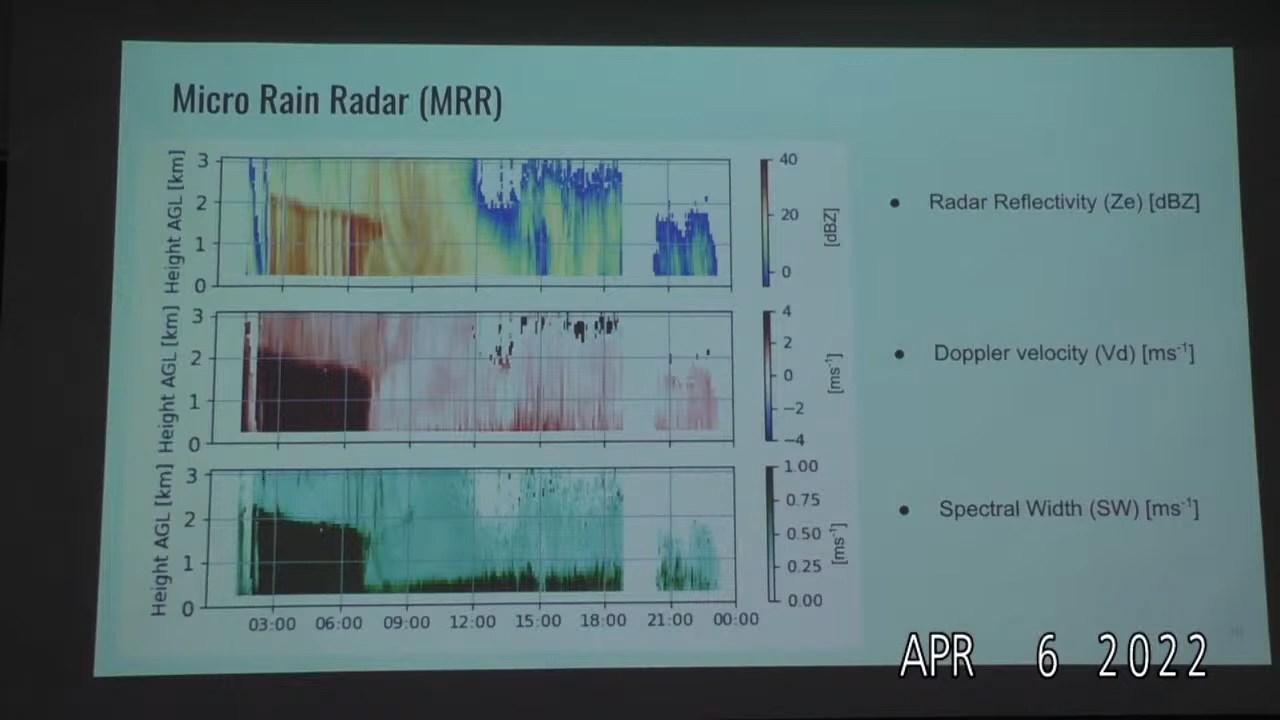 Micro Rain Radar (MRR)
Height AGL [km]
3
2
1
0
40
20
0
[dBZ]
● Radar Reflectivity (Ze) [dBZ]
Height AGL [km]
3
2
1
0
4
2
0
−2
−4
[ms⁻¹]
● Doppler velocity (Vd) [ms⁻¹]
Height AGL [km]
3
2
1
0
1.00
0.75
0.50
0.25
0.00
[ms⁻¹]
● Spectral Width (SW) [ms⁻¹]
03:00 06:00 09:00 12:00 15:00 18:00 21:00 00:00
APR 6 2022